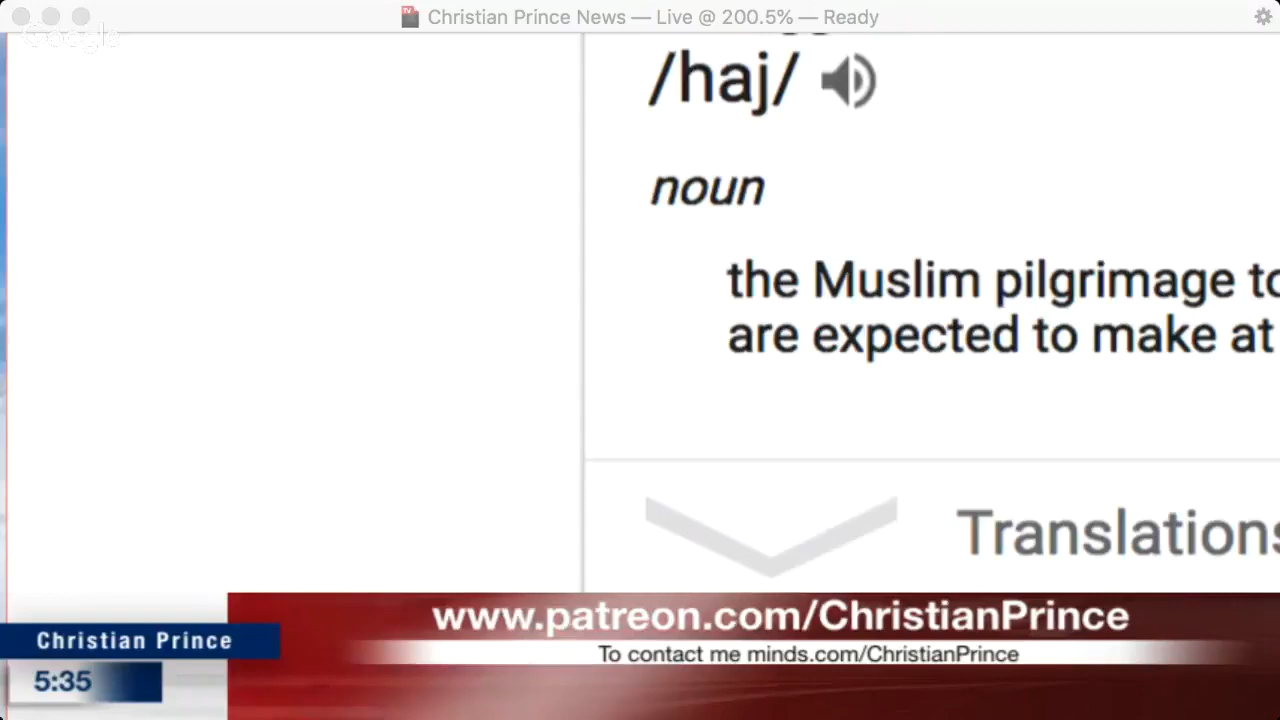 Christian Prince News — Live @ 200.5% — Ready
Google
/haj/
noun
the Muslim pilgrimage to
are expected to make at
Translations
www.patreon.com/ChristianPrince
To contact me minds.com/ChristianPrince
Christian Prince
5:35